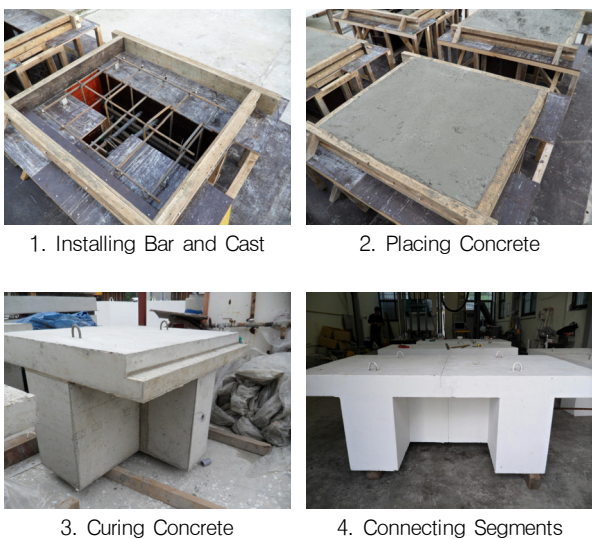 1. Installing Bar and Cast
2. Placing Concrete
3. Curing Concrete
4. Connecting Segments